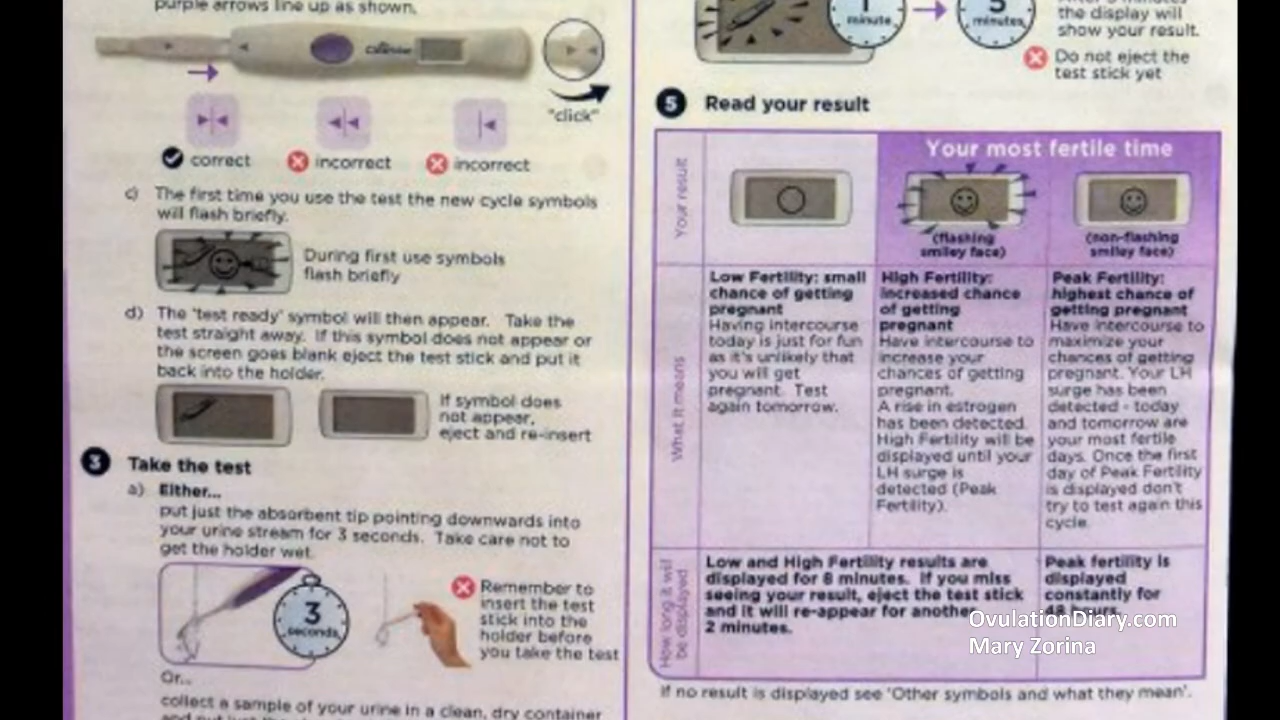 purple arrows line up as shown.
"click"
correct
incorrect
incorrect
c) The first time you use the test the new cycle symbols
will flash briefly.
During first use symbols
flash briefly
d) The 'test ready' symbol will then appear. Take the
test straight away. If this symbol does not appear or
the screen goes blank eject the test stick and put it
back into the holder.
If symbol does
not appear,
eject and re-insert
3 Take the test
a) Either...
put just the absorbent tip pointing downwards into
your urine stream for 3 seconds. Take care not to
get the holder wet.
3
seconds
Remember to
insert the test
stick into the
holder before
you take the test
Or...
collect a sample of your urine in a clean, dry container
and put just the
1
minute
5
minutes
the display will
show your result.
Do not eject the
test stick yet
5 Read your result
Your most fertile time
Your result
(flashing
smiley face)
(non-flashing
smiley face)
What it means
Low Fertility: small
chance of getting
pregnant
Having intercourse
today is just for fun
as it's unlikely that
you will get
pregnant. Test
again tomorrow.
High Fertility:
increased chance
of getting
pregnant
Have intercourse to
increase your
chances of getting
pregnant.
A rise in estrogen
has been detected.
High Fertility will be
displayed until your
LH surge is
detected (Peak
Fertility).
Peak Fertility:
highest chance of
getting pregnant
Have intercourse to
maximize your
chances of getting
pregnant. Your LH
surge has been
detected - today
and tomorrow are
your most fertile
days. Once the first
day of Peak Fertility
is displayed don't
try to test again this
cycle.
How long it will
be displayed
Low and High Fertility results are
displayed for 8 minutes. If you miss
seeing your result, eject the test stick
and it will re-appear for another
2 minutes.
Peak fertility is
displayed
constantly for
OvulationDiary.com
Mary Zorina
If no result is displayed see 'Other symbols and what they mean'.